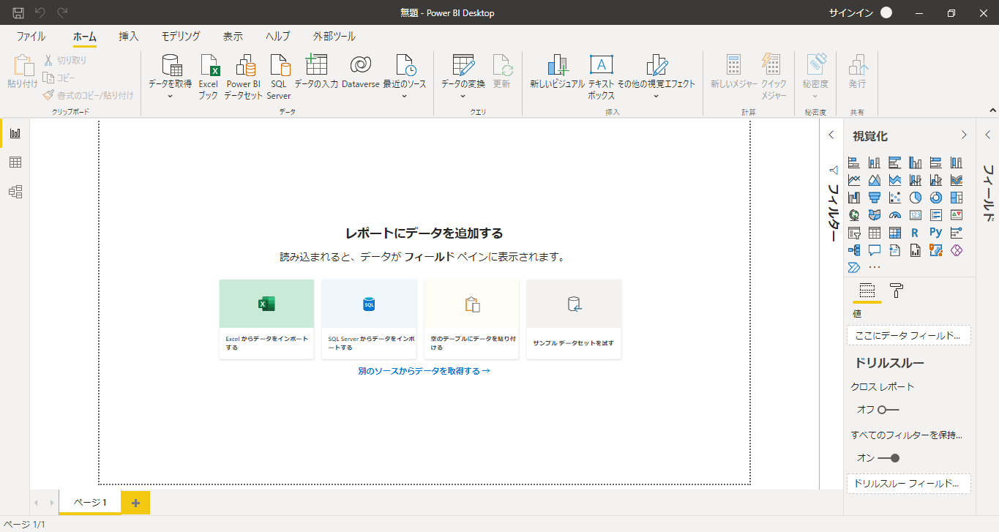 無題 - Power BI Desktop
サインイン
ファイル ホーム 挿入 モデリング 表示 ヘルプ 外部ツール
貼り付け
切り取り
コピー
書式のコピー/貼り付け
クリップボード
データを取得
Excel
ブック
Power BI
データセット
SQL
Server
データの入力
Dataverse
最近のソース
データ
データの変換
更新
クエリ
新しいビジュアル
テキスト
ボックス
その他の視覚エフェクト
挿入
新しいメジャー
クイック
メジャー
計算
秘密度
秘密度
発行
共有
レポートにデータを追加する
読み込まれると、データが フィールド ペインに表示されます。
Excel からデータをインポート
する
SQL
SQL Server からデータをインポ
ートする
空のテーブルにデータを貼り付
ける
サンプル データセットを試す
別のソースからデータを取得する →
フィルター
視覚化
123
R
Py
値
ここにデータ フィールド...
ドリルスルー
クロス レポート
オフ
すべてのフィルターを保持...
オン
ドリルスルー フィールド...
フィールド
ページ 1
ページ 1/1